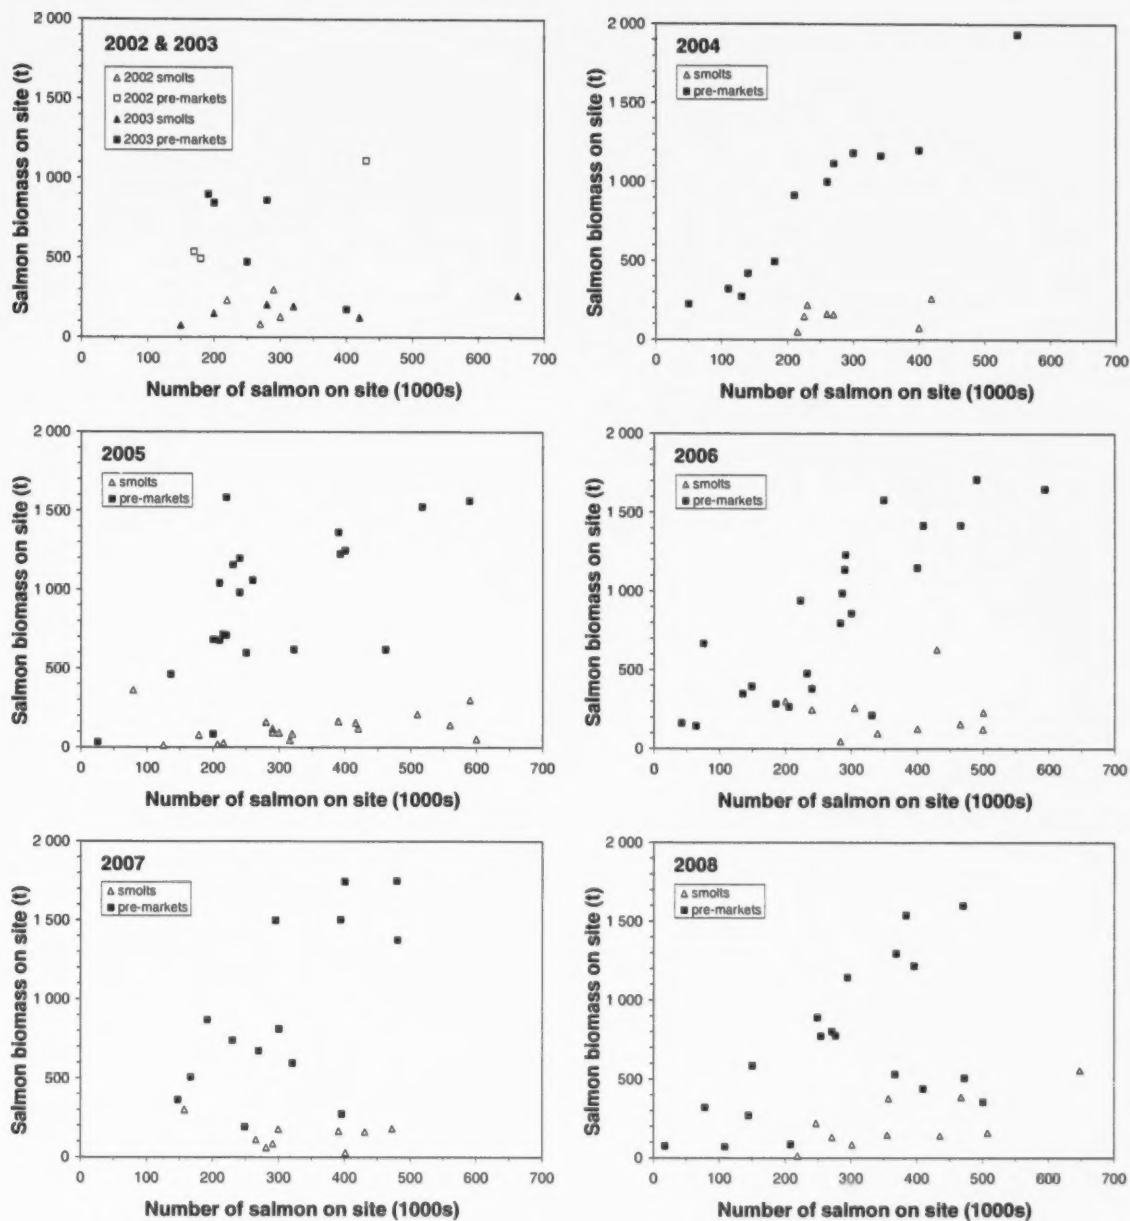 2002 & 2003
2002 smolts
2002 pre-markets
2003 smolts
2003 pre-markets
Salmon biomass on site (t)
2 000
1 500
1 000
500
0
0 100 200 300 400 500 600 700
Number of salmon on site (1000s)
2004
smolts
pre-markets
Salmon biomass on site (t)
2 000
1 500
1 000
500
0
0 100 200 300 400 500 600 700
Number of salmon on site (1000s)
2005
smolts
pre-markets
Salmon biomass on site (t)
2 000
1 500
1 000
500
0
0 100 200 300 400 500 600 700
Number of salmon on site (1000s)
2006
smolts
pre-markets
Salmon biomass on site (t)
2 000
1 500
1 000
500
0
0 100 200 300 400 500 600 700
Number of salmon on site (1000s)
2007
smolts
pre-markets
Salmon biomass on site (t)
2 000
1 500
1 000
500
0
0 100 200 300 400 500 600 700
Number of salmon on site (1000s)
2008
smolts
pre-markets
Salmon biomass on site (t)
2 000
1 500
1 000
500
0
0 100 200 300 400 500 600 700
Number of salmon on site (1000s)